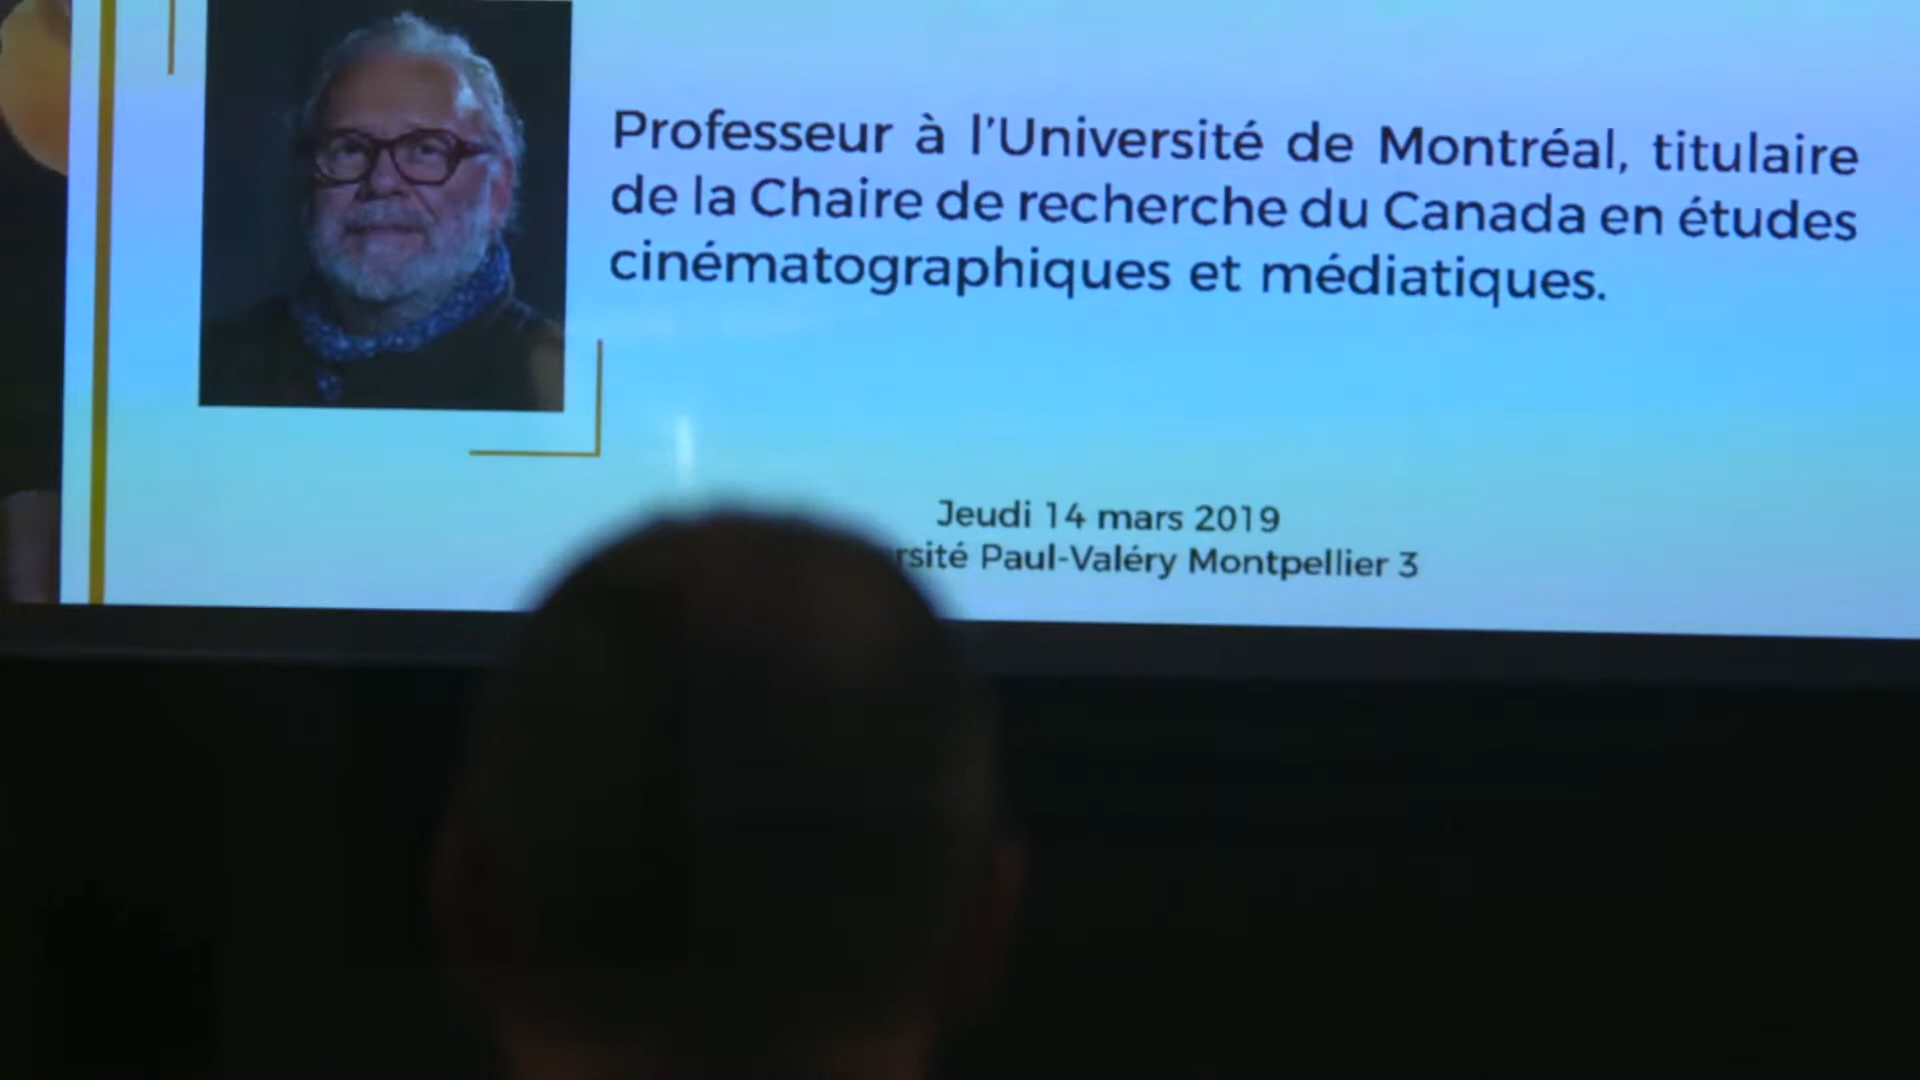 Professeur à l'Université de Montréal, titulaire
de la Chaire de recherche du Canada en études
cinématographiques et médiatiques.
Jeudi 14 mars 2019
rsité Paul-Valéry Montpellier 3